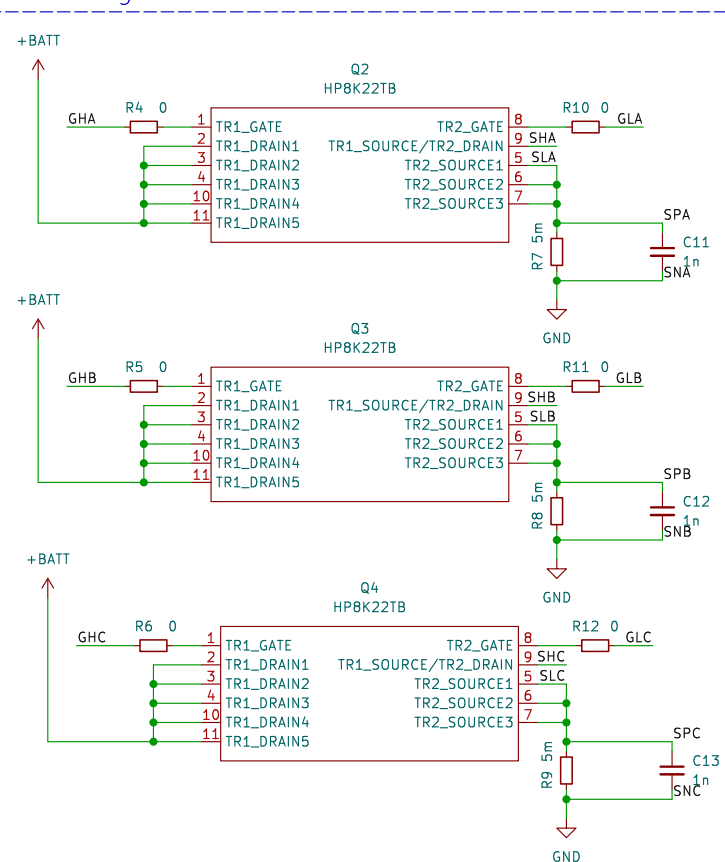 +BATT
Q2
HP8K22TB
GHA R4 0 1 TR1_GATE TR2_GATE 8 R10 0 GLA
2 TR1_DRAIN1 TR1_SOURCE/TR2_DRAIN 9 SHA
3 TR1_DRAIN2 TR2_SOURCE1 5 SLA
4 TR1_DRAIN3 TR2_SOURCE2 6
10 TR1_DRAIN4 TR2_SOURCE3 7
11 TR1_DRAIN5
SPA
R7 5m
C11
1n
SNA
GND
+BATT
Q3
HP8K22TB
GHB R5 0 1 TR1_GATE TR2_GATE 8 R11 0 GLB
2 TR1_DRAIN1 TR1_SOURCE/TR2_DRAIN 9 SHB
3 TR1_DRAIN2 TR2_SOURCE1 5 SLB
4 TR1_DRAIN3 TR2_SOURCE2 6
10 TR1_DRAIN4 TR2_SOURCE3 7
11 TR1_DRAIN5
SPB
R8 5m
C12
1n
SNB
GND
+BATT
Q4
HP8K22TB
GHC R6 0 1 TR1_GATE TR2_GATE 8 R12 0 GLC
2 TR1_DRAIN1 TR1_SOURCE/TR2_DRAIN 9 SHC
3 TR1_DRAIN2 TR2_SOURCE1 5 SLC
4 TR1_DRAIN3 TR2_SOURCE2 6
10 TR1_DRAIN4 TR2_SOURCE3 7
11 TR1_DRAIN5
SPC
R9 5m
C13
1n
SNC
GND